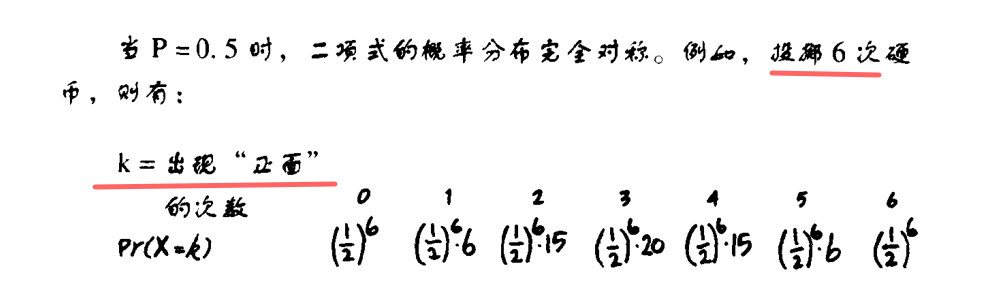 当 P=0.5 时，二项式的概率分布完全对称。例如，投掷 6 次硬
币，则有：
k = 出现“正面”
的次数 0 1 2 3 4 5 6
Pr(X=k) (1/2)^6 (1/2)^6·6 (1/2)^6·15 (1/2)^6·20 (1/2)^6·15 (1/2)^6·6 (1/2)^6